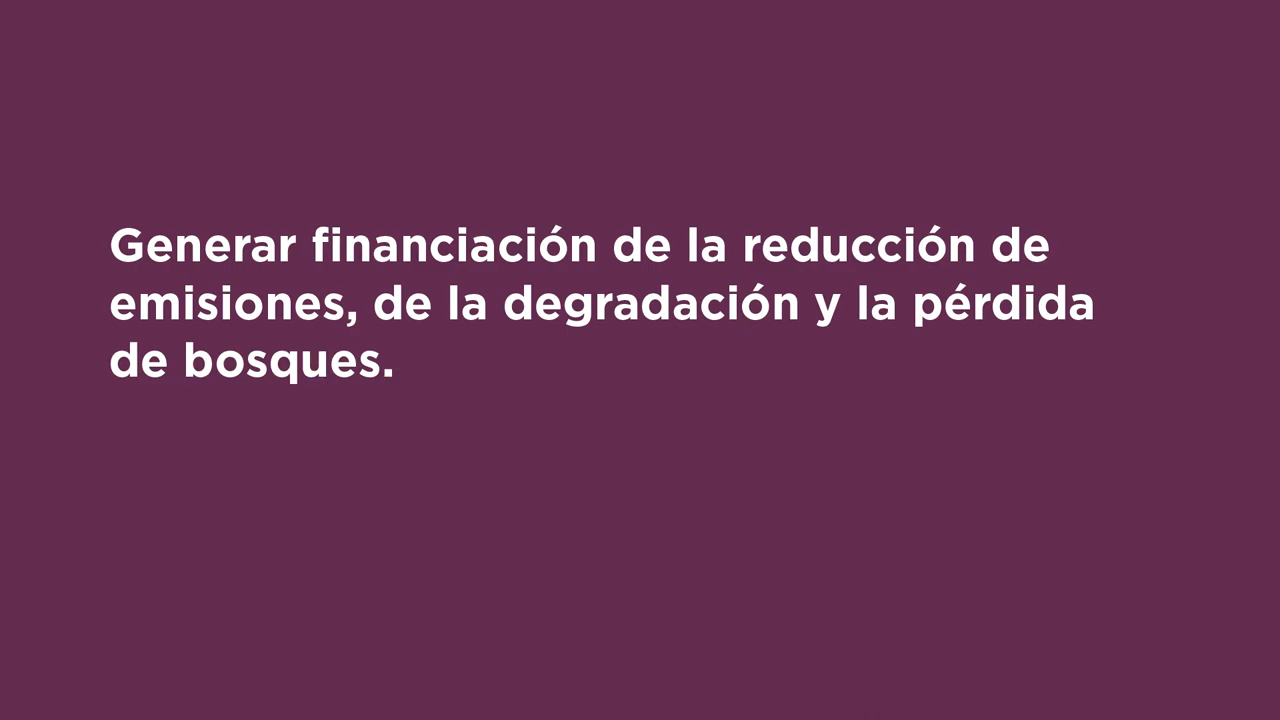 Generar financiación de la reducción de
emisiones, de la degradación y la pérdida
de bosques.